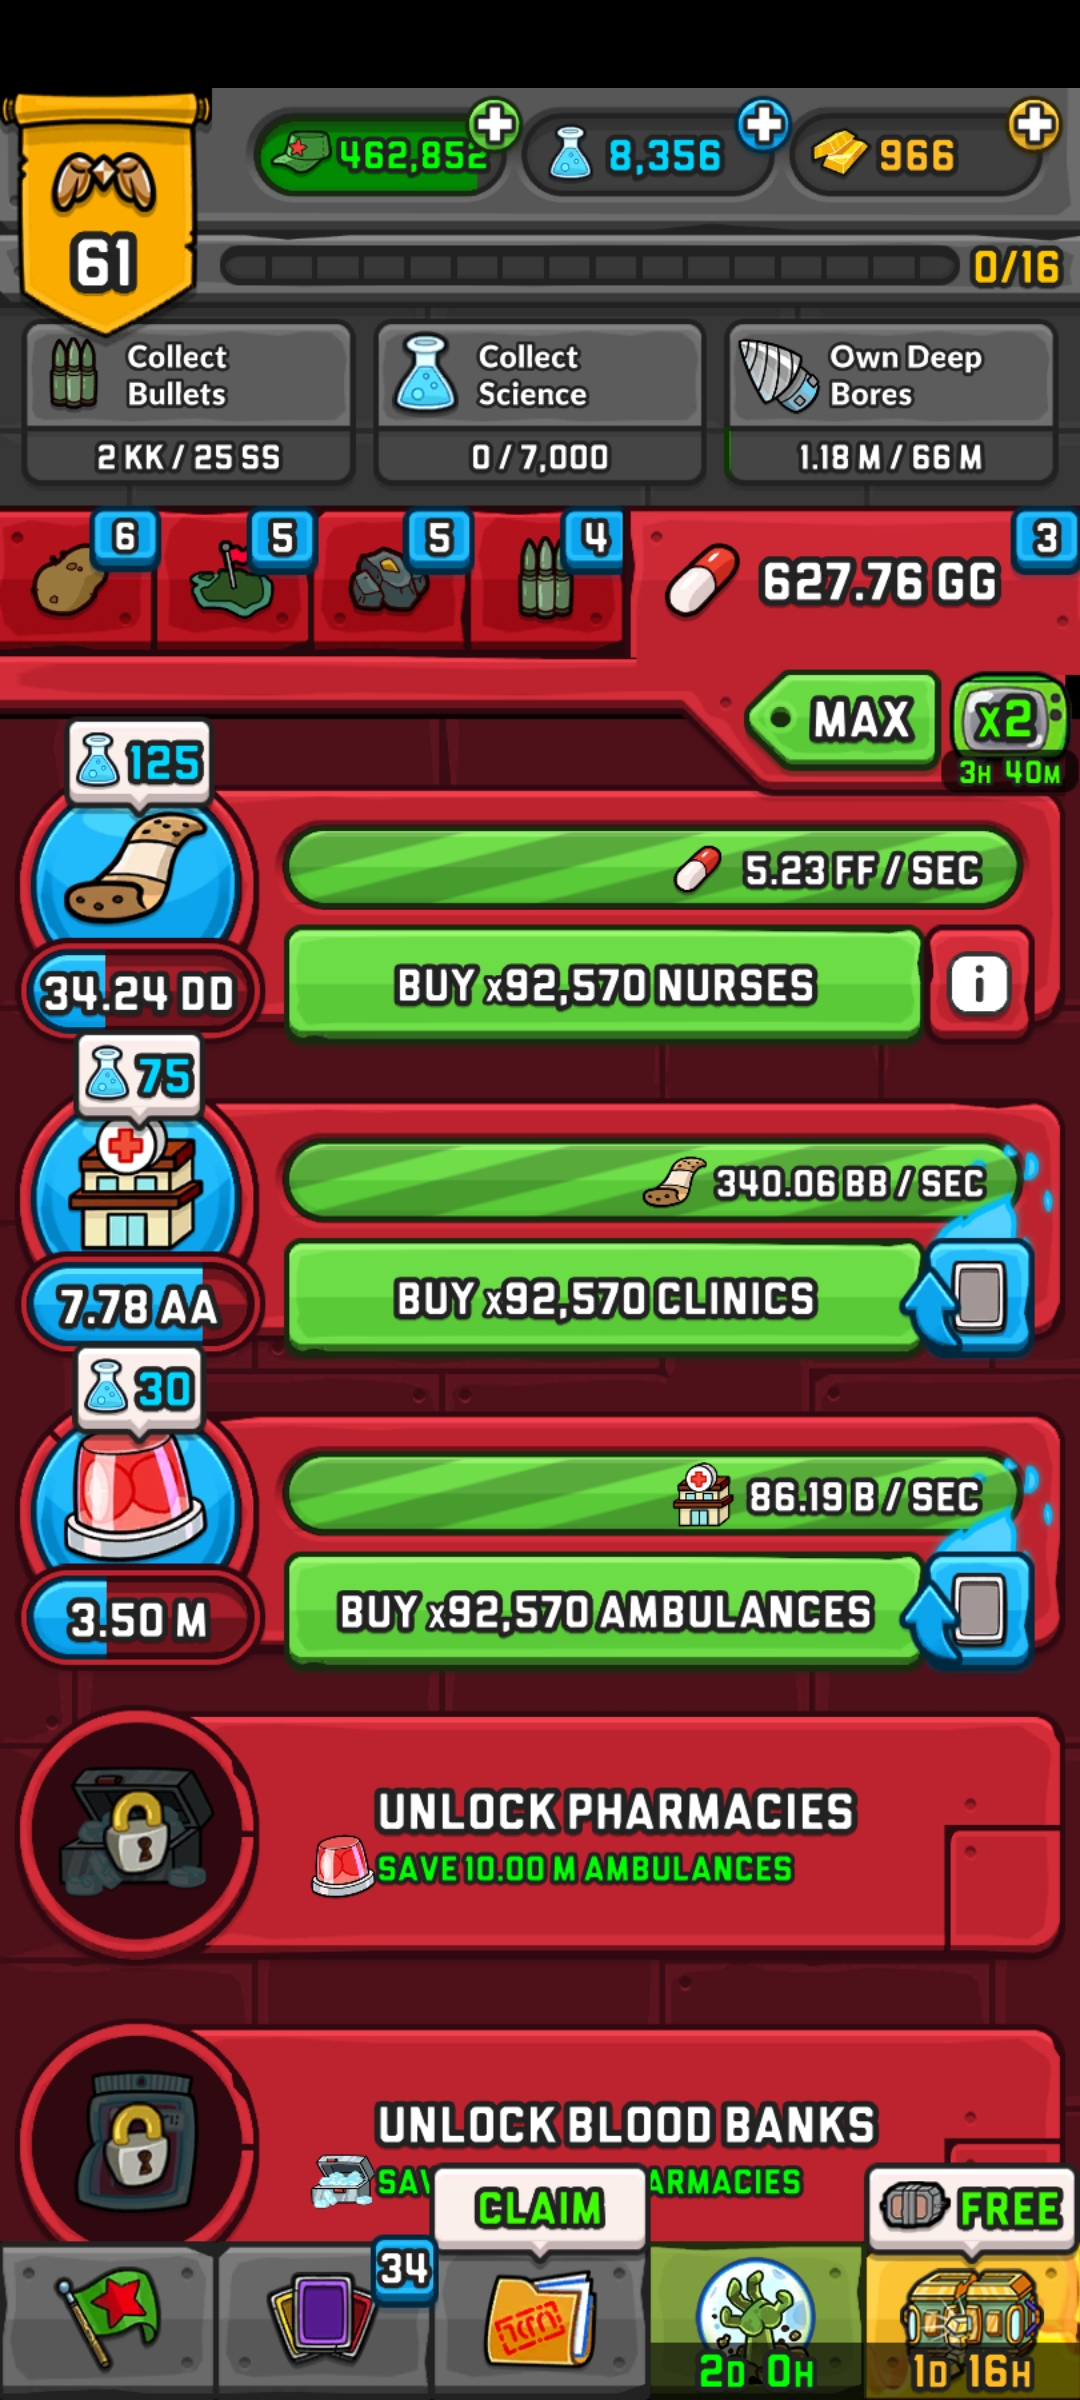 61
462,852
8,356
966
0/16
Collect
Bullets
2 KK / 25 SS
Collect
Science
0 / 7,000
Own Deep
Bores
1.18 M / 66 M
6
5
5
4
3
627.76 GG
MAX
x2
3H 40M
125
5.23 FF / SEC
34.24 DD
BUY x92,570 NURSES
i
75
340.06 BB / SEC
7.78 AA
BUY x92,570 CLINICS
30
86.19 B / SEC
3.50 M
BUY x92,570 AMBULANCES
UNLOCK PHARMACIES
SAVE 10.00 M AMBULANCES
UNLOCK BLOOD BANKS
CLAIM
FREE
34
2D 0H
1D 16H